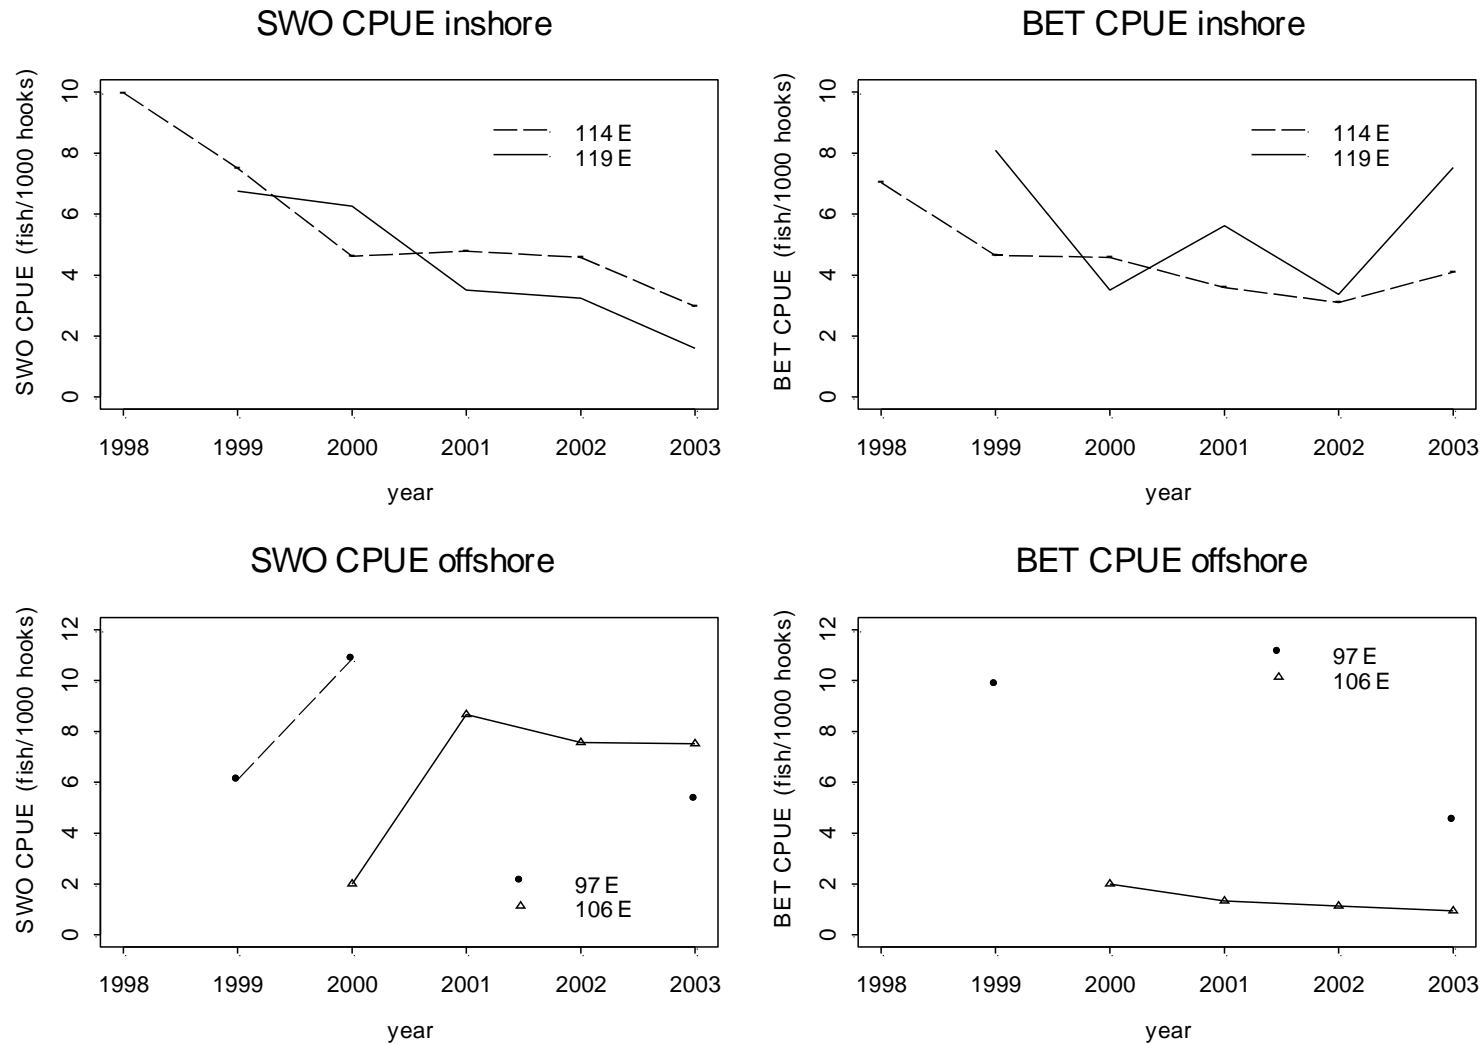 SWO CPUE inshore
SWO CPUE (fish/1000 hooks)
10
8
6
4
2
0
114 E
119 E
1998 1999 2000 2001 2002 2003
year
BET CPUE inshore
BET CPUE (fish/1000 hooks)
10
8
6
4
2
0
114 E
119 E
1998 1999 2000 2001 2002 2003
year
SWO CPUE offshore
SWO CPUE (fish/1000 hooks)
12
10
8
6
4
2
0
97 E
106 E
1998 1999 2000 2001 2002 2003
year
BET CPUE offshore
BET CPUE (fish/1000 hooks)
12
10
8
6
4
2
0
97 E
106 E
1998 1999 2000 2001 2002 2003
year